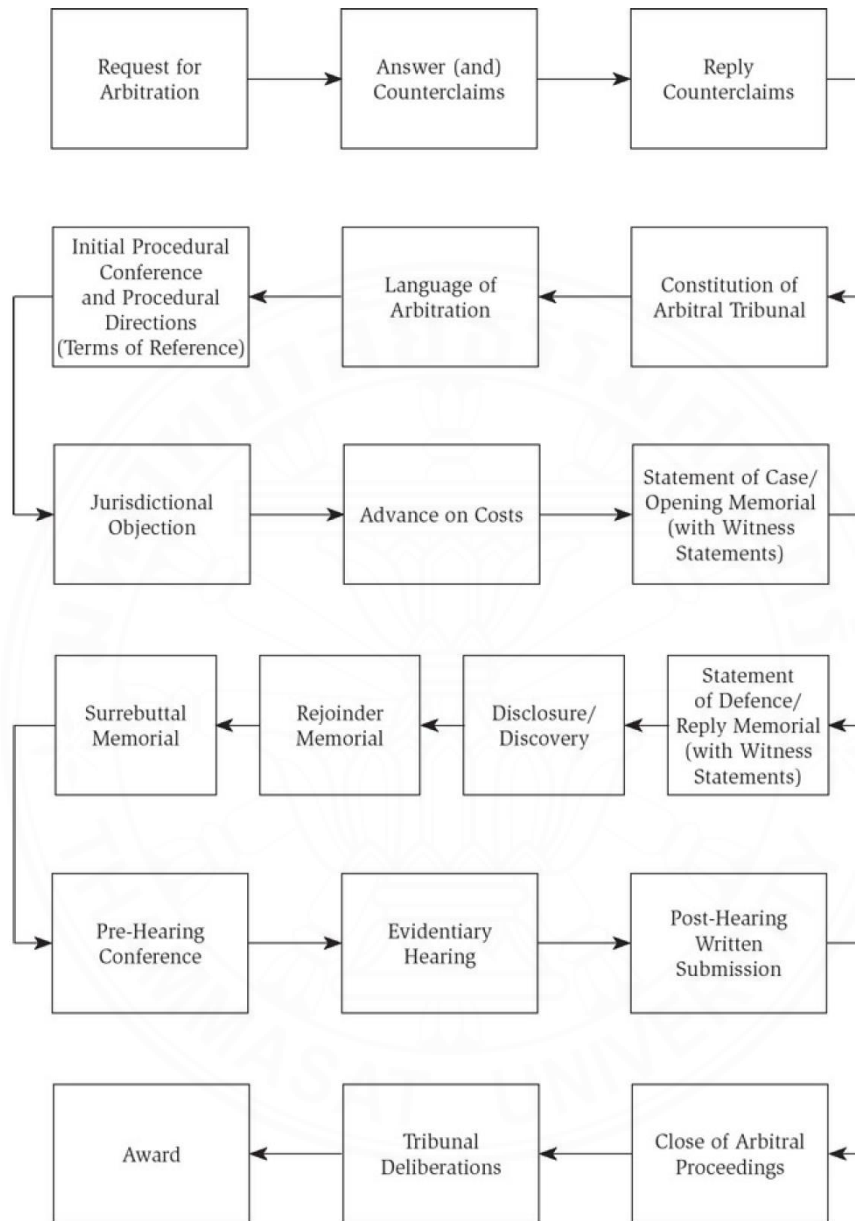 Request for
Arbitration
Answer (and)
Counterclaims
Reply
Counterclaims
Initial Procedural
Conference
and Procedural
Directions
(Terms of Reference)
Language of
Arbitration
Constitution of
Arbitral Tribunal
Jurisdictional
Objection
Advance on Costs
Statement of Case/
Opening Memorial
(with Witness
Statements)
Surrebuttal
Memorial
Rejoinder
Memorial
Disclosure/
Discovery
Statement
of Defence/
Reply Memorial
(with Witness
Statements)
Pre-Hearing
Conference
Evidentiary
Hearing
Post-Hearing
Written
Submission
Award
Tribunal
Deliberations
Close of Arbitral
Proceedings
THAMMASAT UNIVERSITY